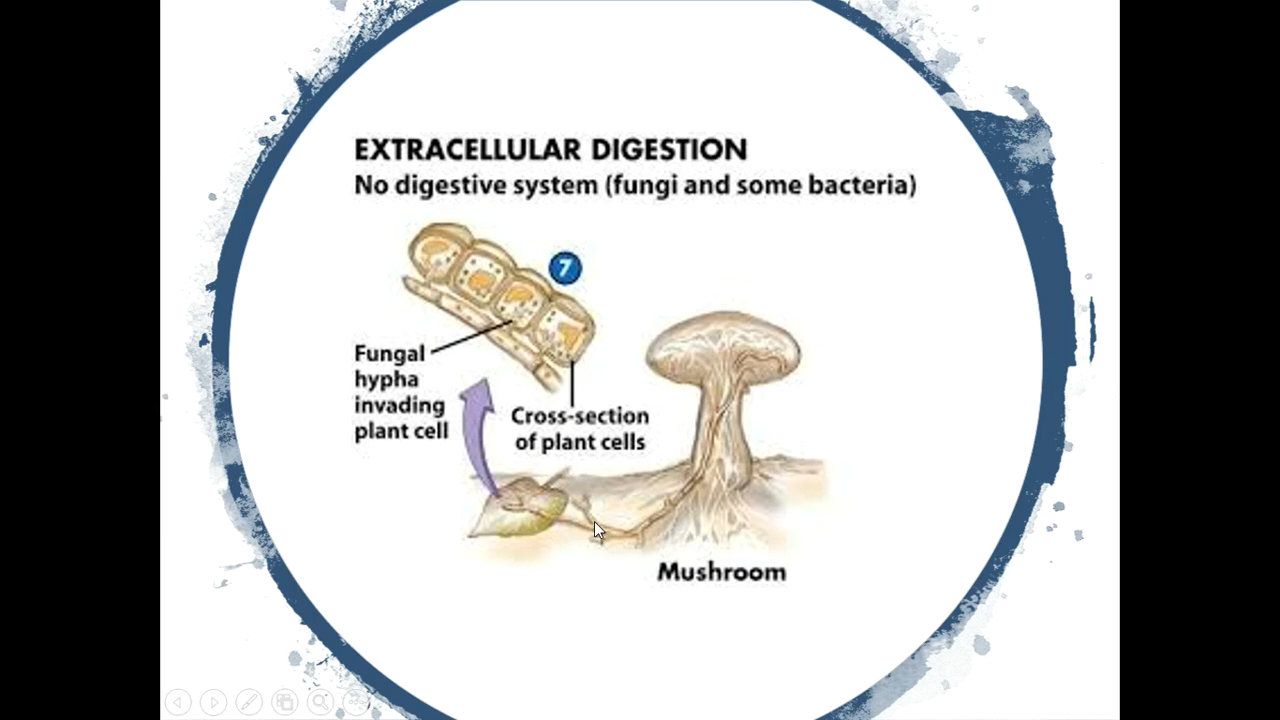 EXTRACELLULAR DIGESTION
No digestive system (fungi and some bacteria)
7
Fungal
hypha
invading
plant cell
Cross-section
of plant cells
Mushroom